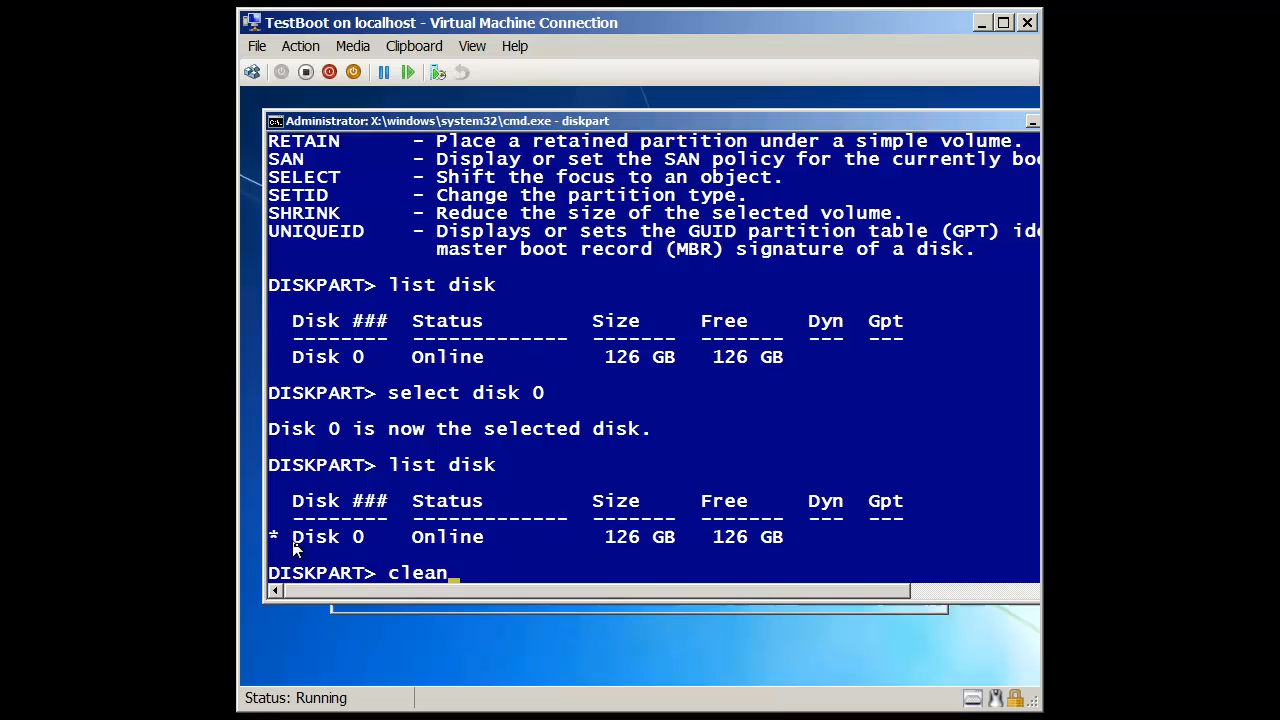 TestBoot on localhost - Virtual Machine Connection
File Action Media Clipboard View Help
Administrator: X:\windows\system32\cmd.exe - diskpart
RETAIN - Place a retained partition under a simple volume.
SAN - Display or set the SAN policy for the currently boo
SELECT - Shift the focus to an object.
SETID - Change the partition type.
SHRINK - Reduce the size of the selected volume.
UNIQUEID - Displays or sets the GUID partition table (GPT) ide
master boot record (MBR) signature of a disk.
DISKPART> list disk
Disk ### Status Size Free Dyn Gpt
-------- ------------- ------- ------- --- ---
Disk 0 Online 126 GB 126 GB
DISKPART> select disk 0
Disk 0 is now the selected disk.
DISKPART> list disk
Disk ### Status Size Free Dyn Gpt
-------- ------------- ------- ------- --- ---
* Disk 0 Online 126 GB 126 GB
DISKPART> clean_
Status: Running